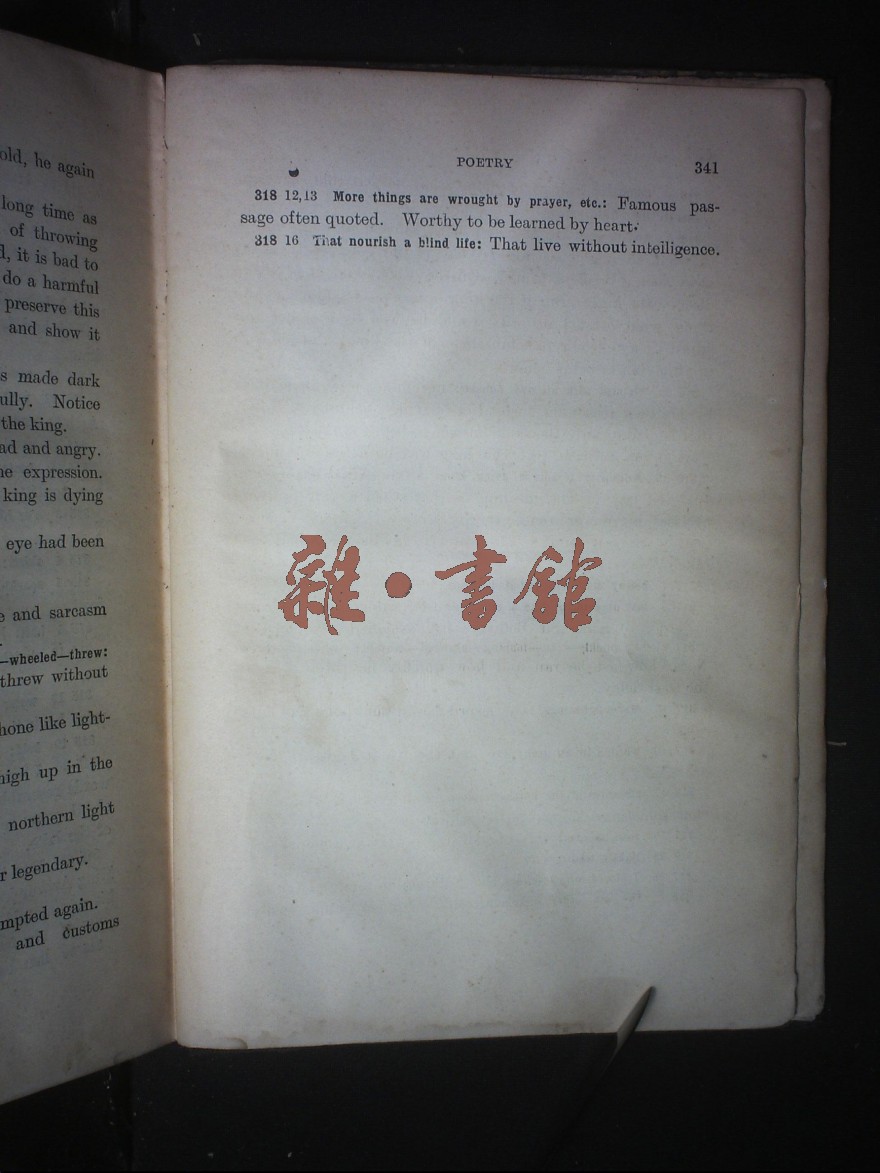 old, he again
long time as
of throwing
d, it is bad to
do a harmful
preserve this
and show it
s made dark
ully. Notice
the king.
ad and angry.
ne expression.
king is dying
eye had been
e and sarcasm
—wheeled—threw:
threw without
hone like light-
high up in the
northern light
r legendary.
mpted again.
and customs
POETRY 341
318 12,13 More things are wrought by prayer, etc.: Famous pas-
sage often quoted. Worthy to be learned by heart.
318 16 That nourish a blind life: That live without inteiligence.
雜·書館